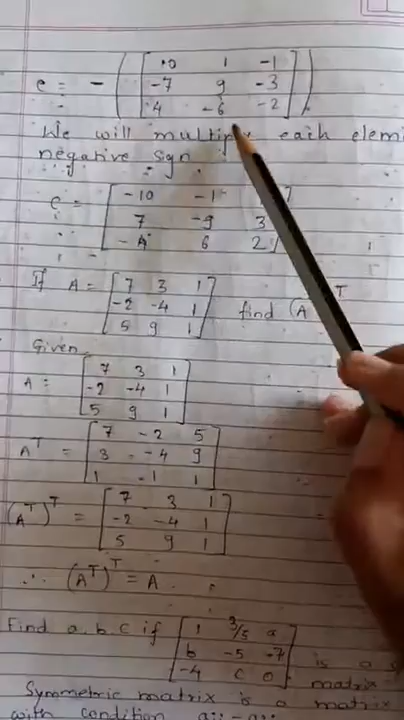 e = - ( [ 10 1 -1
-7 9 -3
4 -6 -2 ] )
We will multiply each elem
negative sign
e = [ -10 -1
7 -9 3
-4 6 2 ]
If A = [ 7 3 1
-2 -4 1 find (A T
5 9 1 ]
Given
A = [ 7 3 1
-2 -4 1
5 9 1 ]
A^T = [ 7 -2 5
3 -4 9
1 -1 1 ]
(A^T)^T = [ 7 3 1
-2 -4 1
5 9 1 ]
∴ (A^T)^T = A.
Find a, b, c if [ 1 3/5 a
b -5 -7 is a s
-4 c 0 ] matrix
Symmetric matrix is a matrix
with condition aij = aji